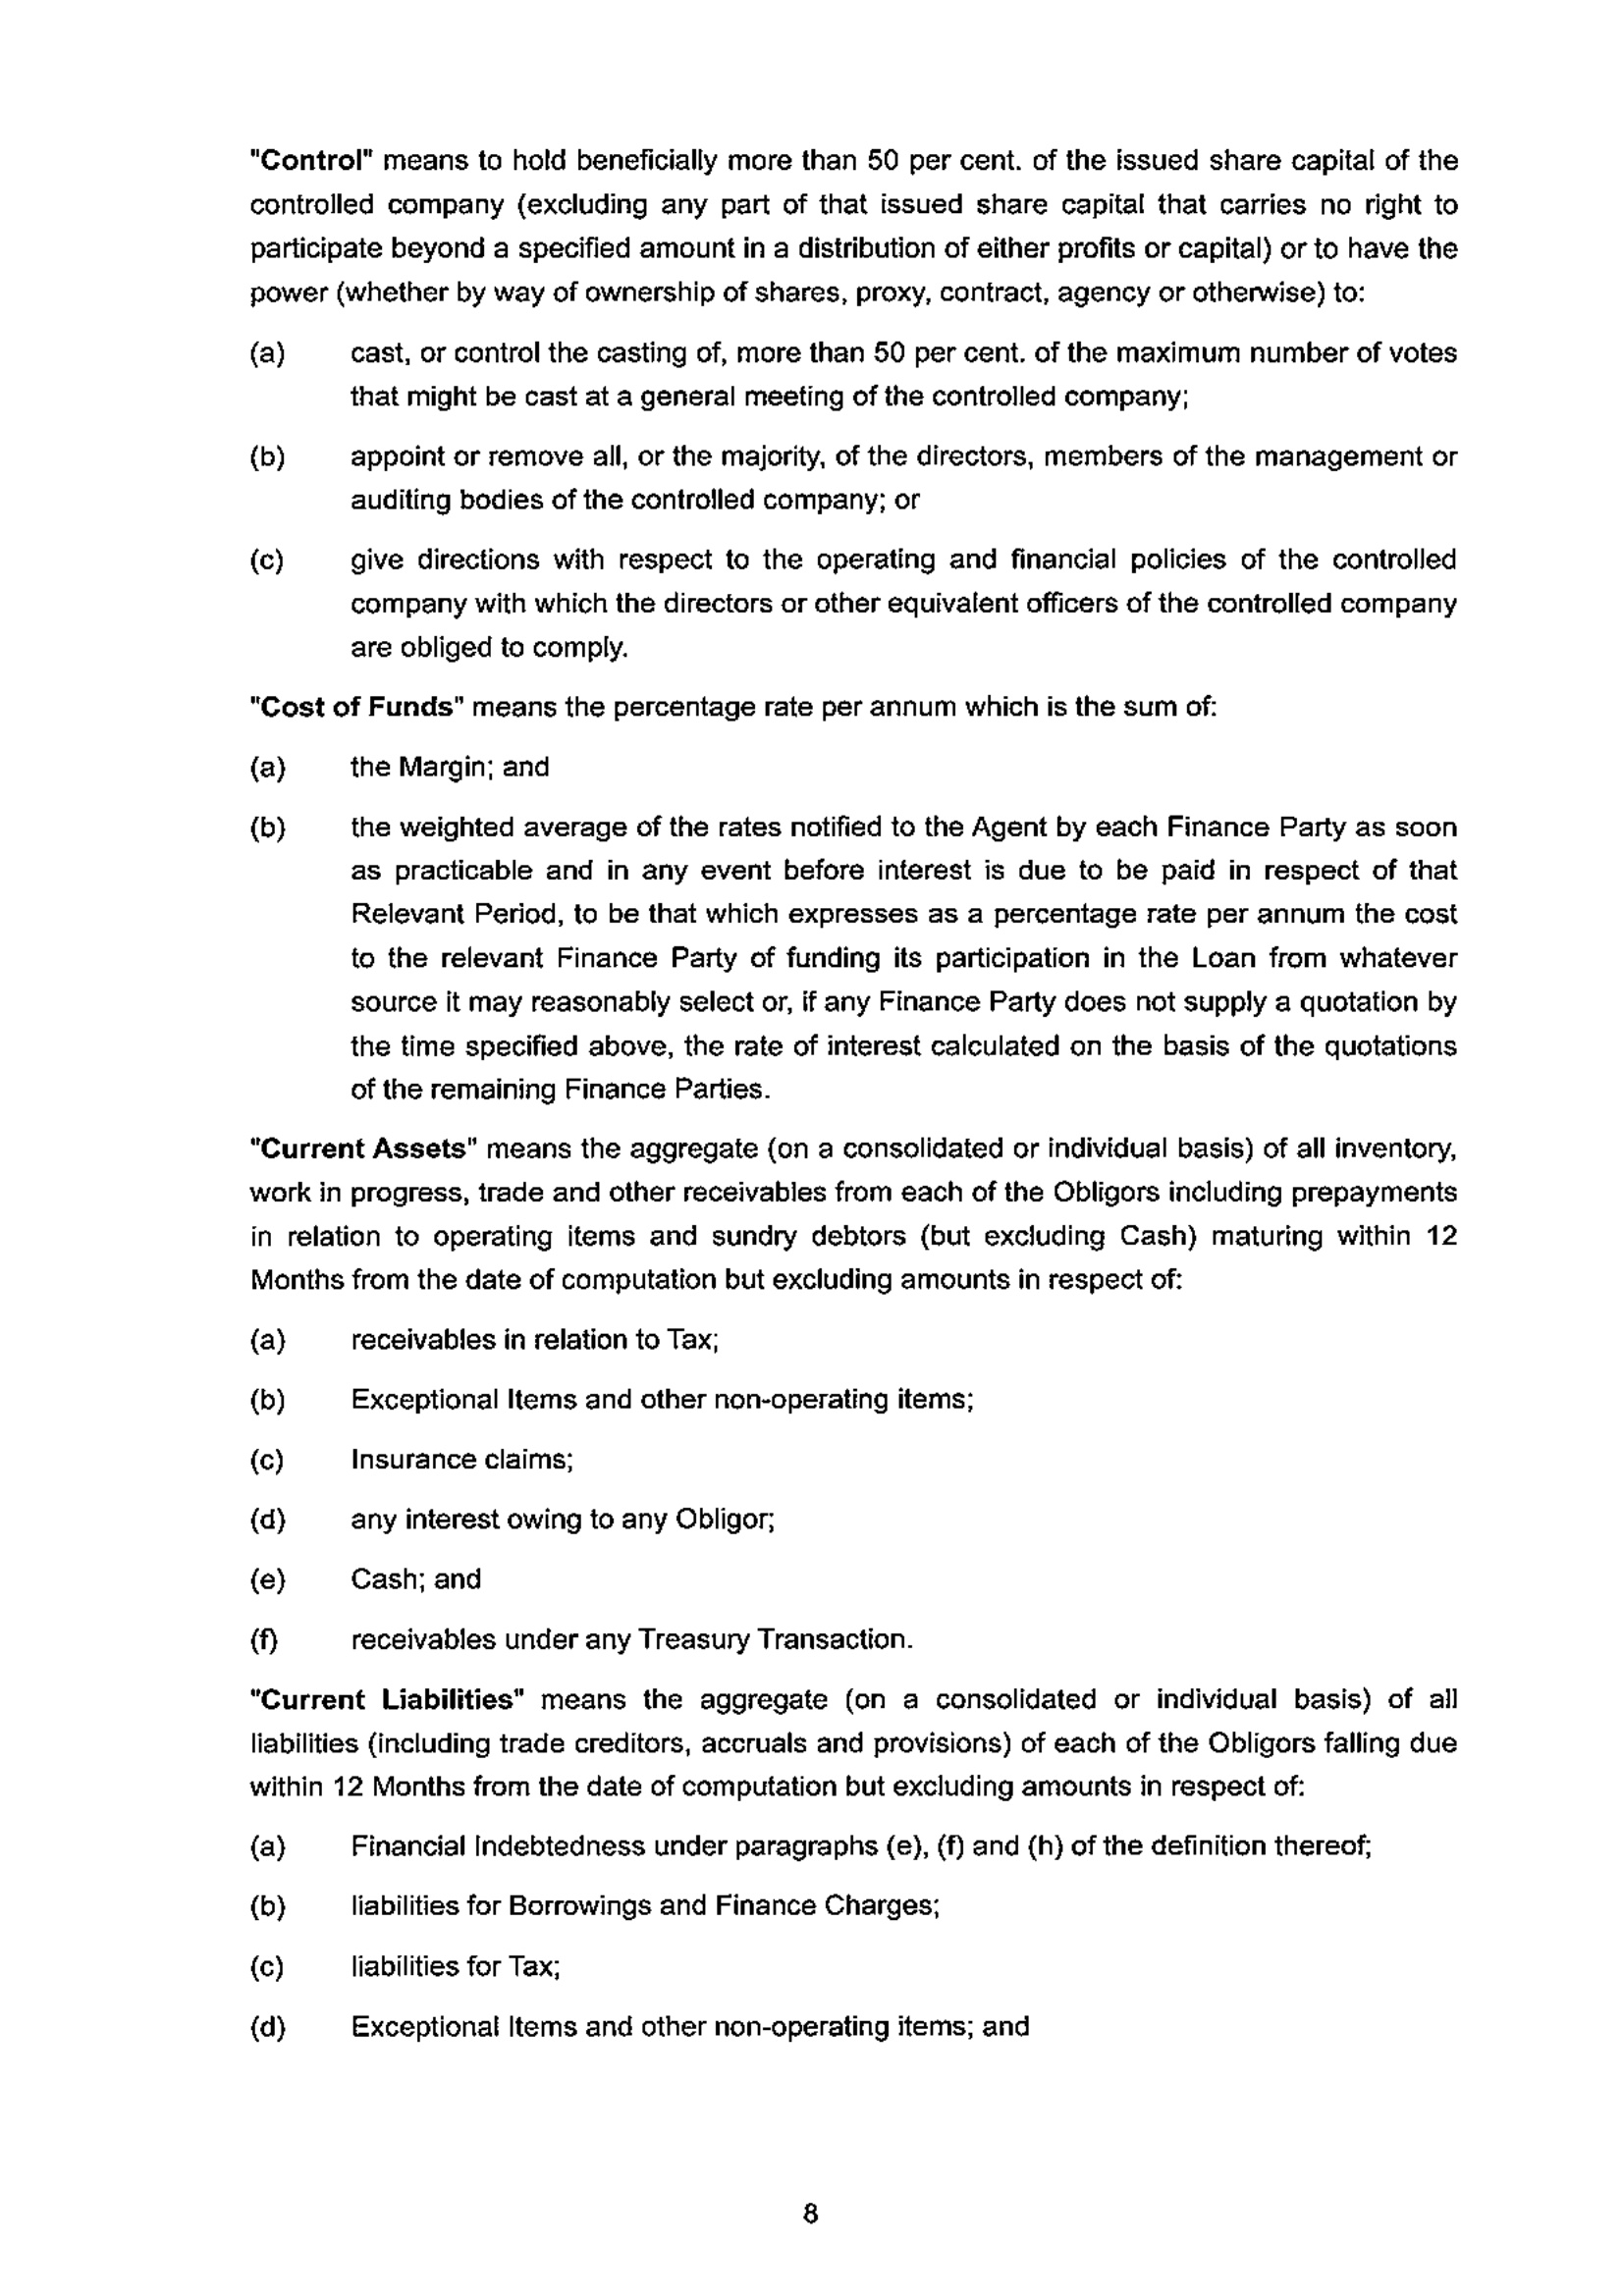 "Control" means to hold beneficially more than 50 per cent. of the issued share capital of the
controlled company (excluding any part of that issued share capital that carries no right to
participate beyond a specified amount in a distribution of either profits or capital) or to have the
power (whether by way of ownership of shares, proxy, contract, agency or otherwise) to:
(a) cast, or control the casting of, more than 50 per cent. of the maximum number of votes
that might be cast at a general meeting of the controlled company;
(b) appoint or remove all, or the majority, of the directors, members of the management or
auditing bodies of the controlled company; or
(c) give directions with respect to the operating and financial policies of the controlled
company with which the directors or other equivalent officers of the controlled company
are obliged to comply.
"Cost of Funds" means the percentage rate per annum which is the sum of:
(a) the Margin; and
(b) the weighted average of the rates notified to the Agent by each Finance Party as soon
as practicable and in any event before interest is due to be paid in respect of that
Relevant Period, to be that which expresses as a percentage rate per annum the cost
to the relevant Finance Party of funding its participation in the Loan from whatever
source it may reasonably select or, if any Finance Party does not supply a quotation by
the time specified above, the rate of interest calculated on the basis of the quotations
of the remaining Finance Parties.
"Current Assets" means the aggregate (on a consolidated or individual basis) of all inventory,
work in progress, trade and other receivables from each of the Obligors including prepayments
in relation to operating items and sundry debtors (but excluding Cash) maturing within 12
Months from the date of computation but excluding amounts in respect of:
(a) receivables in relation to Tax;
(b) Exceptional Items and other non-operating items;
(c) Insurance claims;
(d) any interest owing to any Obligor;
(e) Cash; and
(f) receivables under any Treasury Transaction.
"Current Liabilities" means the aggregate (on a consolidated or individual basis) of all
liabilities (including trade creditors, accruals and provisions) of each of the Obligors falling due
within 12 Months from the date of computation but excluding amounts in respect of:
(a) Financial Indebtedness under paragraphs (e), (f) and (h) of the definition thereof;
(b) liabilities for Borrowings and Finance Charges;
(c) liabilities for Tax;
(d) Exceptional Items and other non-operating items; and
8